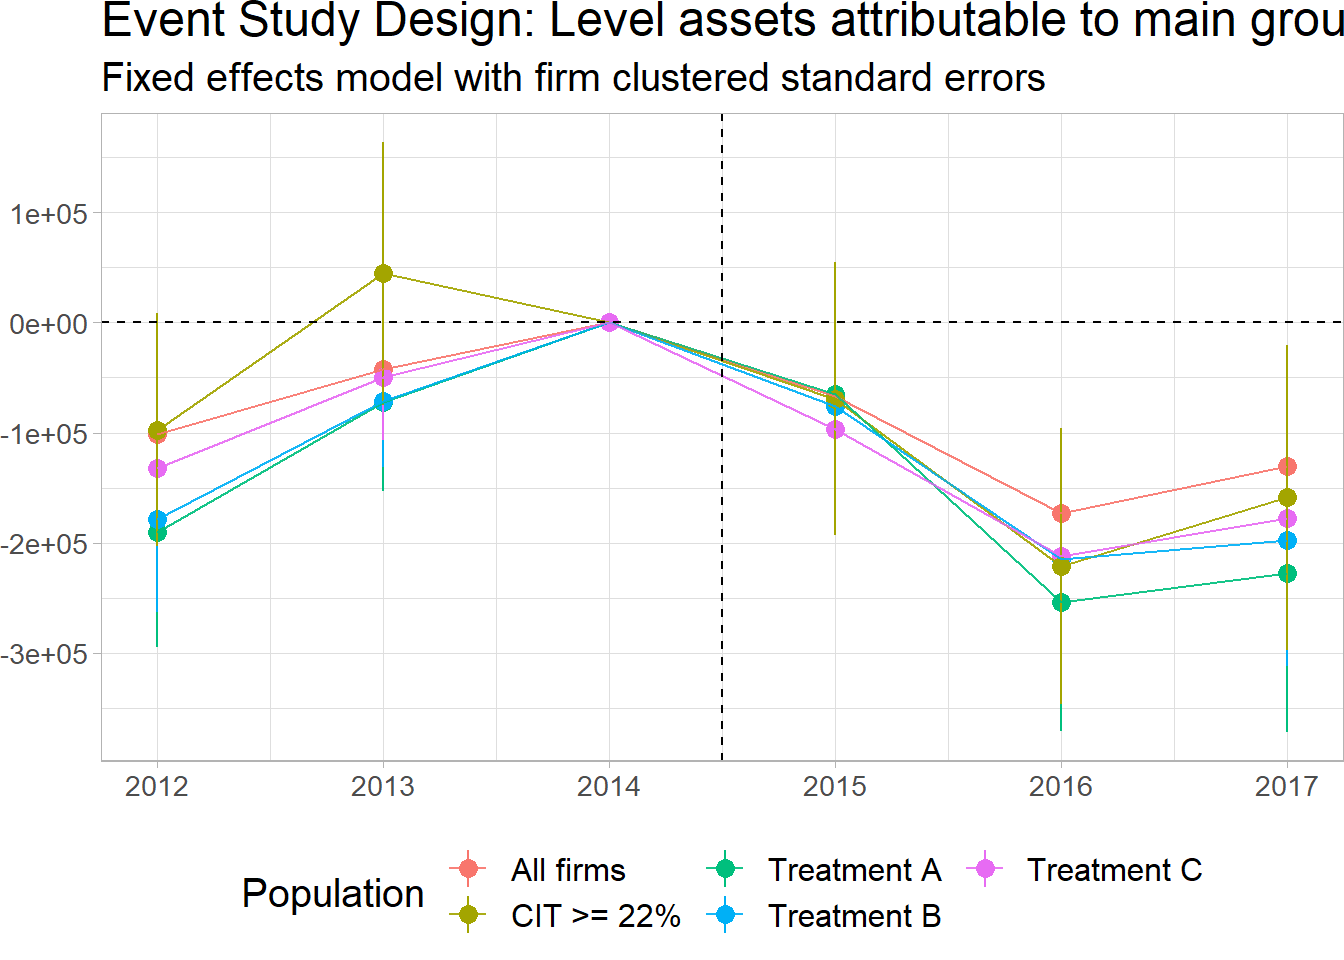 Event Study Design: Level assets attributable to main grou
Fixed effects model with firm clustered standard errors
1e+05
0e+00
-1e+05
-2e+05
-3e+05
2012 2013 2014 2015 2016 2017
Population
All firms Treatment A Treatment C
CIT >= 22% Treatment B